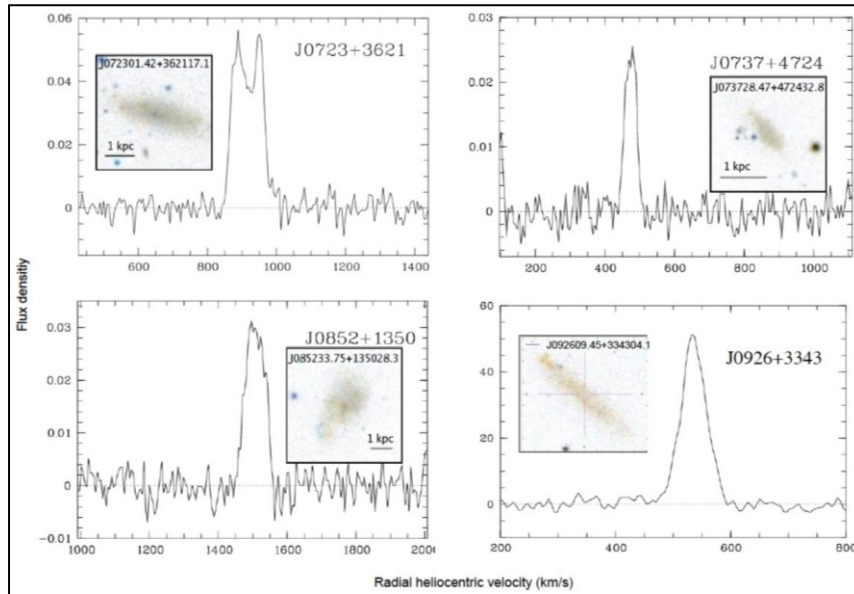 0.06
0.04
0.02
0
J0723+3621
J072301.42+362117.1
1 kpc
600 800 1000 1200 1400
0.03
0.02
0.01
0
J0737+4724
J073728.47+472432.8
1 kpc
200 400 600 800 1000
Flux densitiy
0.03
0.02
0.01
0
−0.01
J0852+1350
J085233.75+135028.3
1 kpc
1000 1200 1400 1600 1800 2000
60
40
20
0
J0926+3343
J092609.45+334304.1
200 400 600 800
Radial heliocentric velocity (km/s)